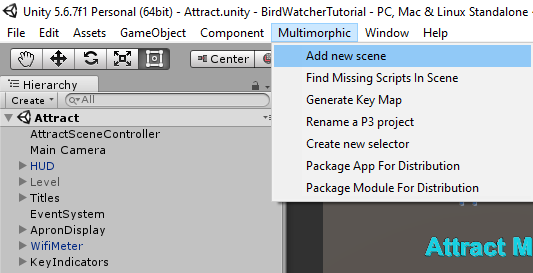 Unity 5.6.7f1 Personal (64bit) - Attract.unity - BirdWatcherTutorial - PC, Mac & Linux Standalone -
File Edit Assets GameObject Component Multimorphic Window Help
Center
Add new scene
Find Missing Scripts In Scene
Generate Key Map
Rename a P3 project
Create new selector
Package App For Distribution
Package Module For Distribution
Hierarchy
Create All
Attract
AttractSceneController
Main Camera
HUD
Level
Titles
EventSystem
ApronDisplay
WifiMeter
KeyIndicators
Attract M